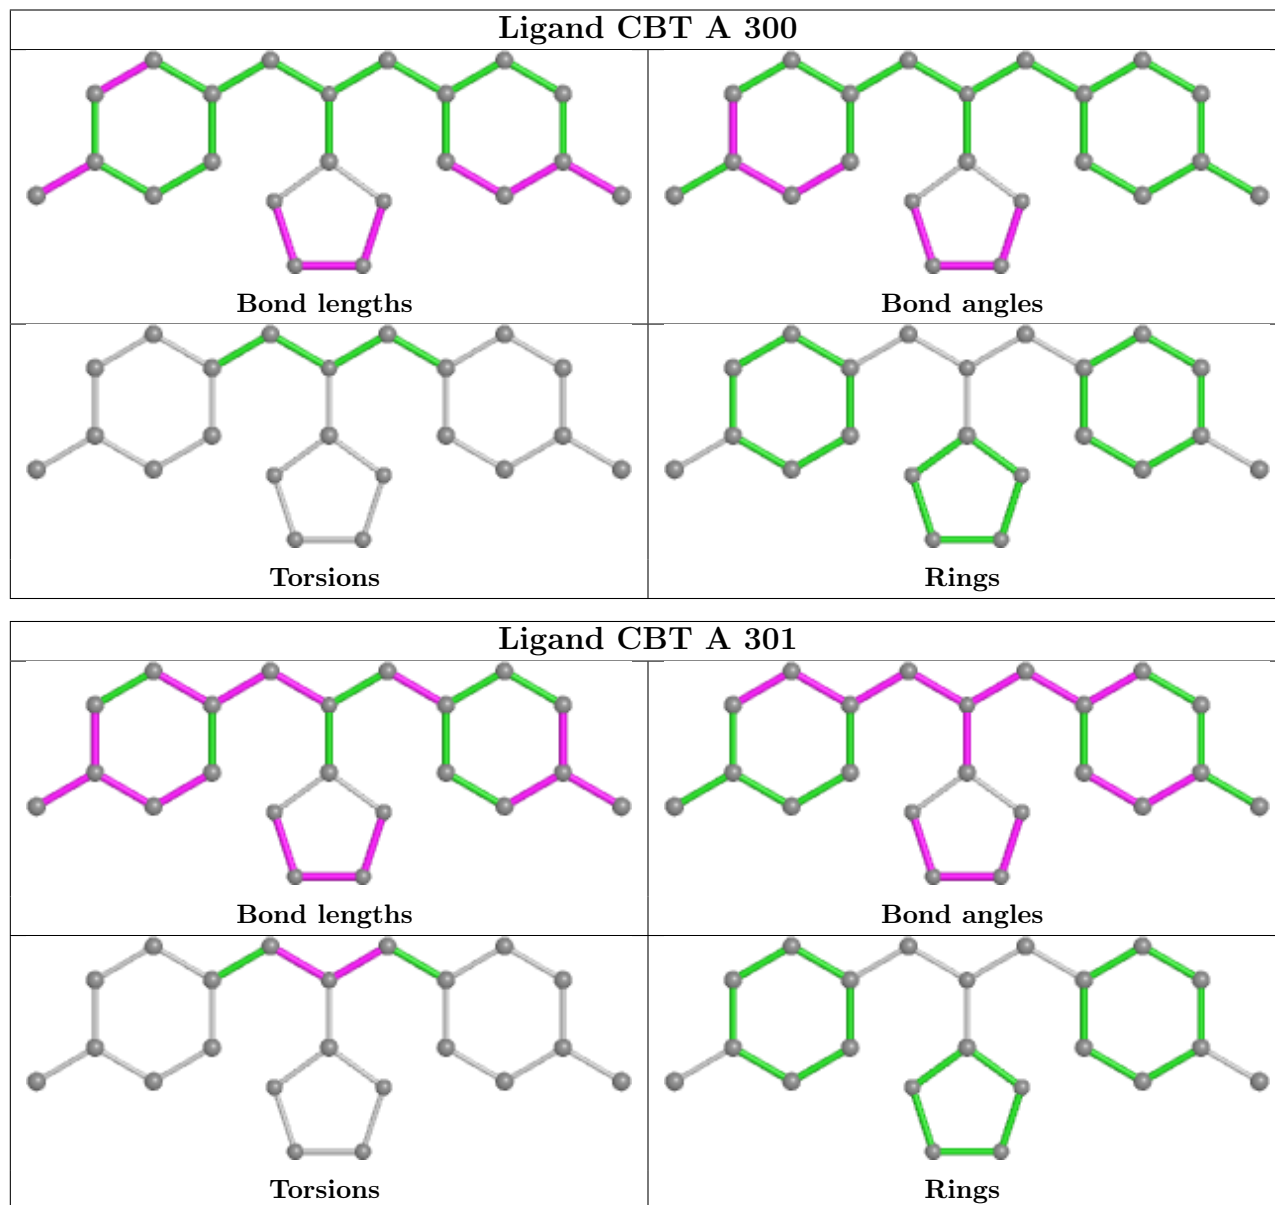 Ligand CBT A 300
Bond lengths
Bond angles
Torsions
Rings
Ligand CBT A 301
Bond lengths
Bond angles
Torsions
Rings